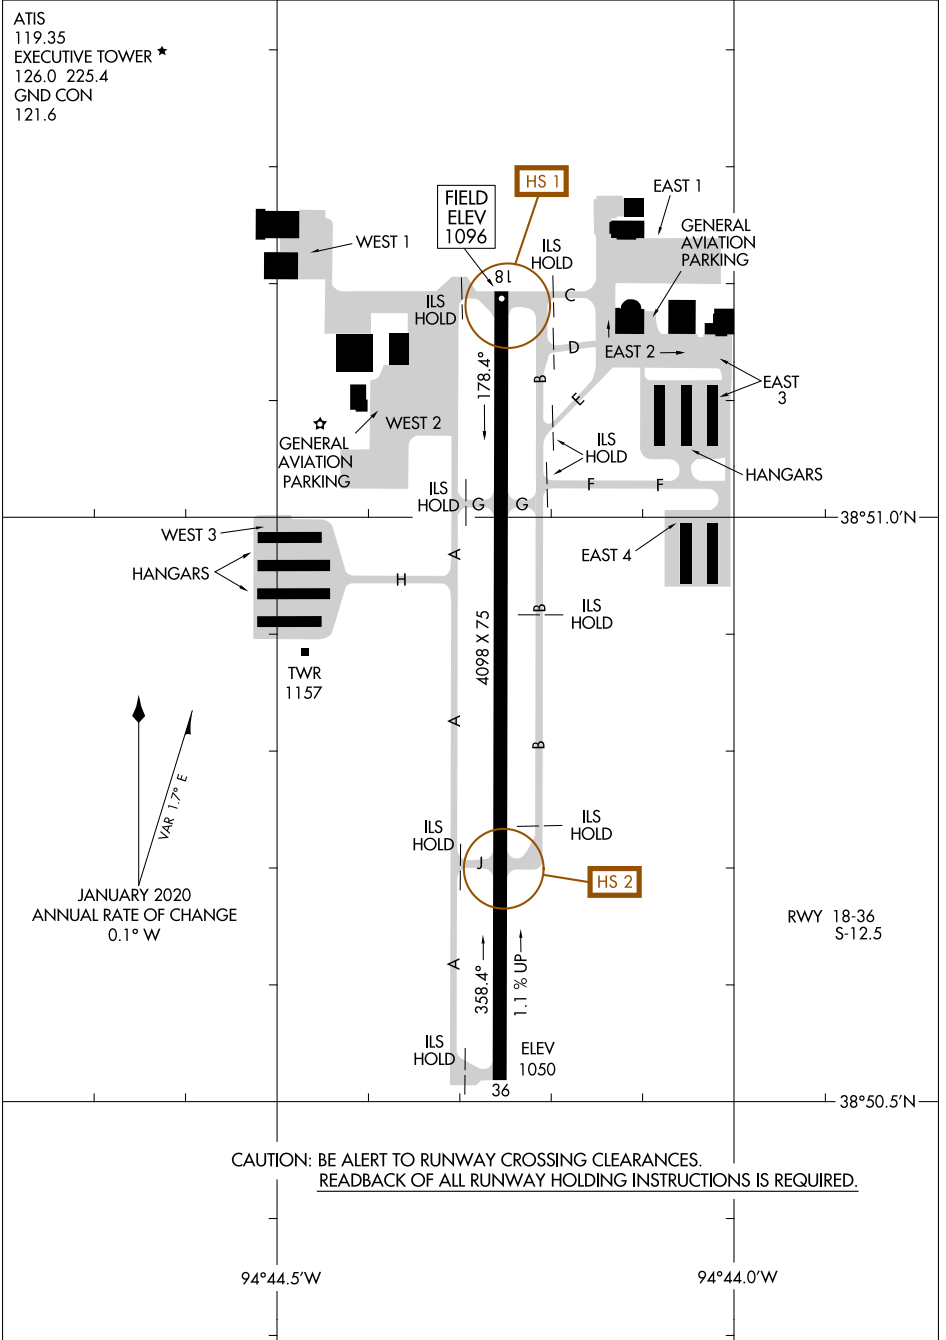 ATIS
119.35
EXECUTIVE TOWER ★
126.0 225.4
GND CON
121.6
HS 1
FIELD
ELEV
1096
EAST 1
GENERAL
AVIATION
PARKING
WEST 1
ILS
HOLD
18
C
ILS
HOLD
D
EAST 2
178.4°
B
E
EAST
3
WEST 2
GENERAL
AVIATION
PARKING
ILS
HOLD
HANGARS
ILS
HOLD
G
G
F
F
38°51.0'N
WEST 3
HANGARS
A
H
EAST 4
B
ILS
HOLD
4098 X 75
TWR
1157
A
B
VAR 1.7° E
ILS
HOLD
ILS
HOLD
J
HS 2
JANUARY 2020
ANNUAL RATE OF CHANGE
0.1° W
RWY 18-36
S-12.5
A
358.4°
1.1 % UP
ILS
HOLD
ELEV
1050
36
38°50.5'N
CAUTION: BE ALERT TO RUNWAY CROSSING CLEARANCES.
READBACK OF ALL RUNWAY HOLDING INSTRUCTIONS IS REQUIRED.
94°44.5'W
94°44.0'W